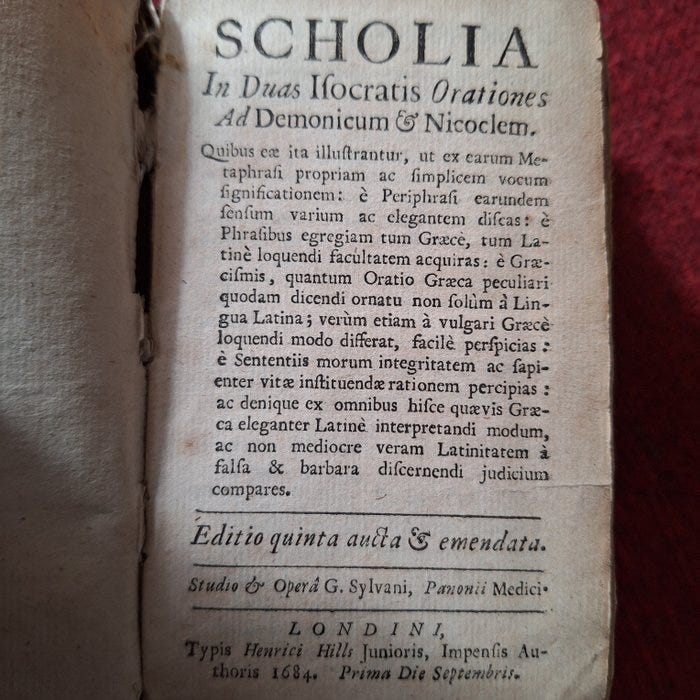 SCHOLIA
In Duas Iſocratis Orationes
Ad Demonicum & Nicoclem.
Quibus eæ ita illuſtrantur, ut ex earum Me-
taphraſi propriam ac ſimplicem vocum
ſignificationem: è Periphraſi earundem
ſenſum varium ac elegantem diſcas: è
Phraſibus egregiam tum Græcè, tum La-
tinè loquendi facultatem acquiras: è Græ-
ciſmis, quantum Oratio Græca peculiari
quodam dicendi ornatu non ſolùm à Lin-
gua Latina; verùm etiam à vulgari Græcè
loquendi modo differat, facilè perſpicias:
è Sententiis morum integritatem ac ſapi-
enter vitæ inſtituendæ rationem percipias:
ac denique ex omnibus hiſce quævis Græ-
ca eleganter Latinè interpretandi modum,
ac non mediocre veram Latinitatem à
falſa & barbara diſcernendi judicium
compares.
Editio quinta aucta & emendata.
Studio & Operâ G. Sylvani, Panonii Medici.
LONDINI,
Typis Henrici Hills Junioris, Impenſis Au-
thoris 1684. Prima Die Septembris.